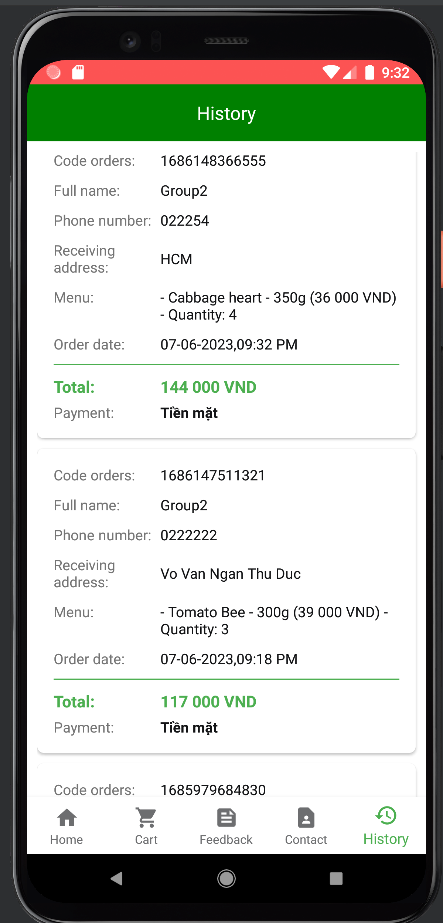 9:32
History
Code orders: 1686148366555
Full name: Group2
Phone number: 022254
Receiving
address: HCM
Menu: - Cabbage heart - 350g (36 000 VND)
- Quantity: 4
Order date: 07-06-2023,09:32 PM
Total: 144 000 VND
Payment: Tiền mặt
Code orders: 1686147511321
Full name: Group2
Phone number: 0222222
Receiving
address: Vo Van Ngan Thu Duc
Menu: - Tomato Bee - 300g (39 000 VND) -
Quantity: 3
Order date: 07-06-2023,09:18 PM
Total: 117 000 VND
Payment: Tiền mặt
Code orders: 1685979684830
Home Cart Feedback Contact History